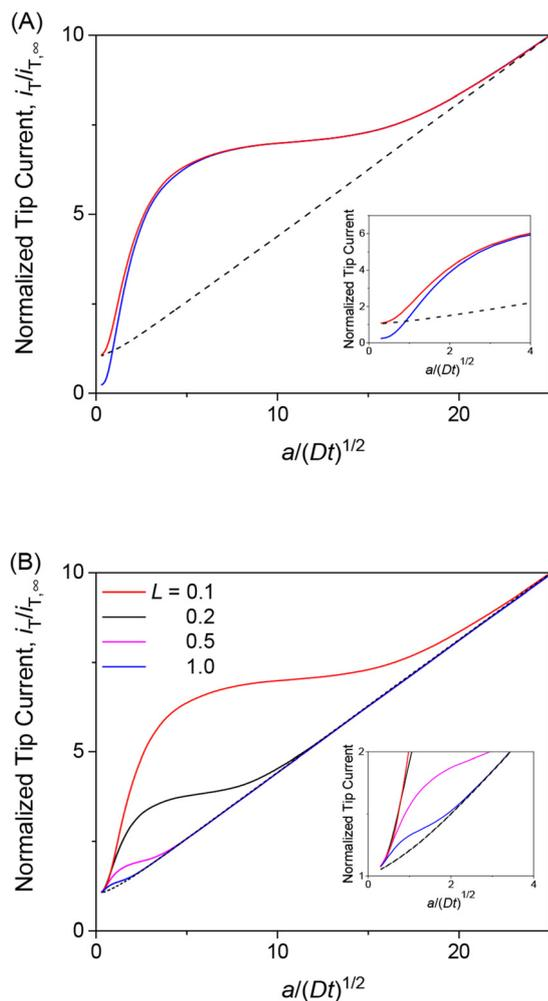 (A)
Normalized Tip Current, iT/iT,∞
10
5
0
0
10
20
a/(Dt)1/2
Normalized Tip Current
6
4
2
0
0
2
4
a/(Dt)1/2
(B)
Normalized Tip Current, iT/iT,∞
10
5
0
L = 0.1
0.2
0.5
1.0
0
10
20
a/(Dt)1/2
Normalized Tip Current
2
1
0
2
4
a/(Dt)1/2